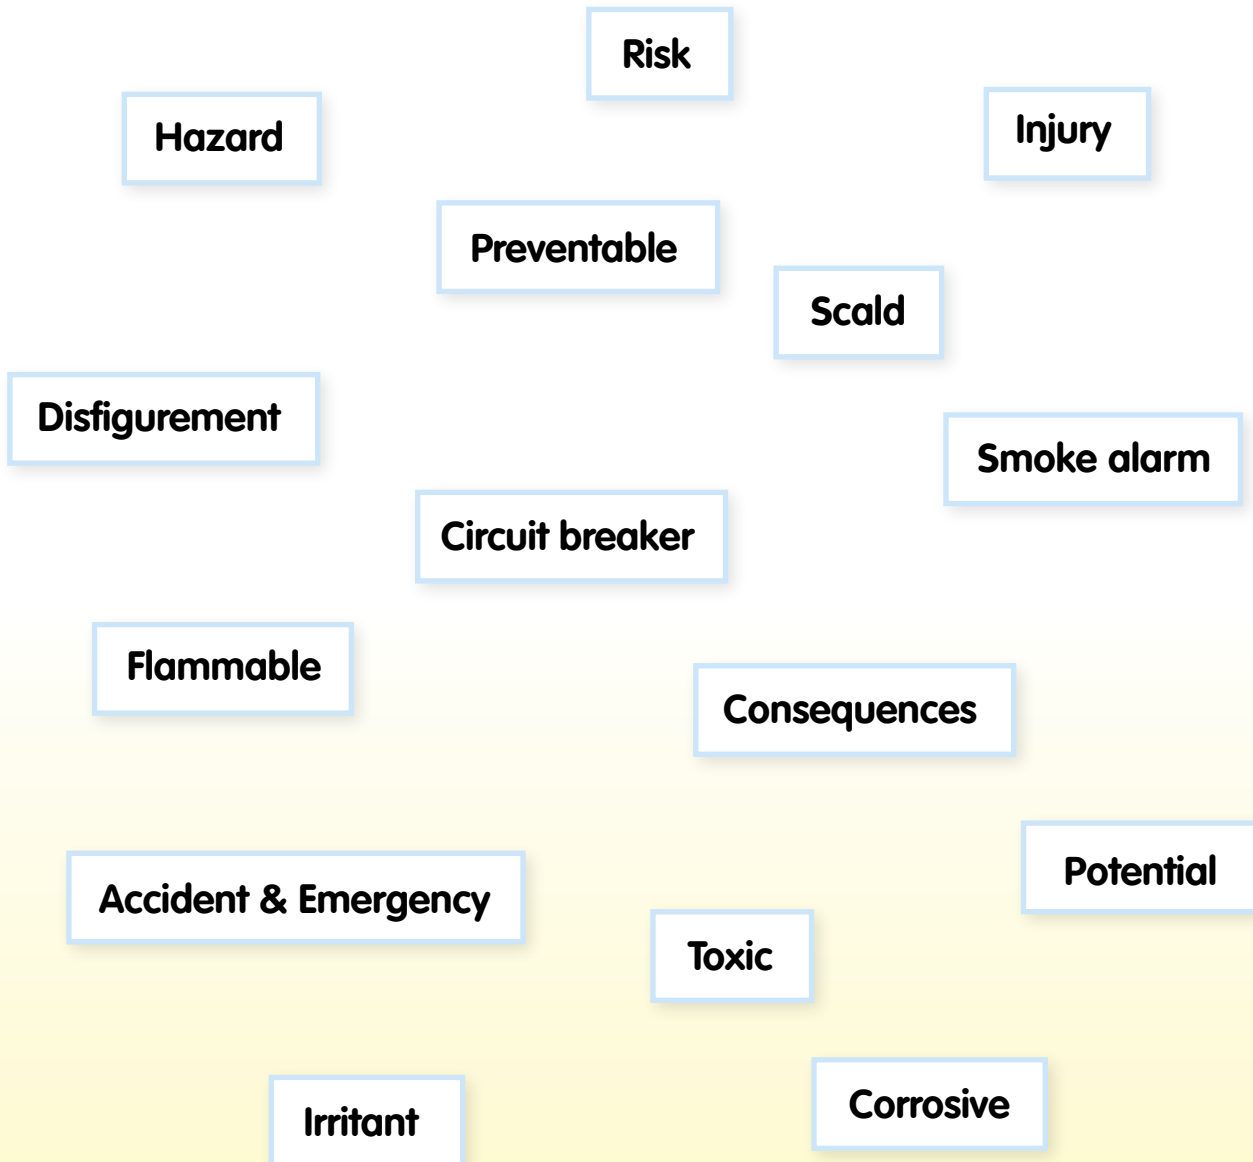 Risk
Hazard
Injury
Preventable
Scald
Disfigurement
Smoke alarm
Circuit breaker
Flammable
Consequences
Potential
Accident & Emergency
Toxic
Corrosive
Irritant